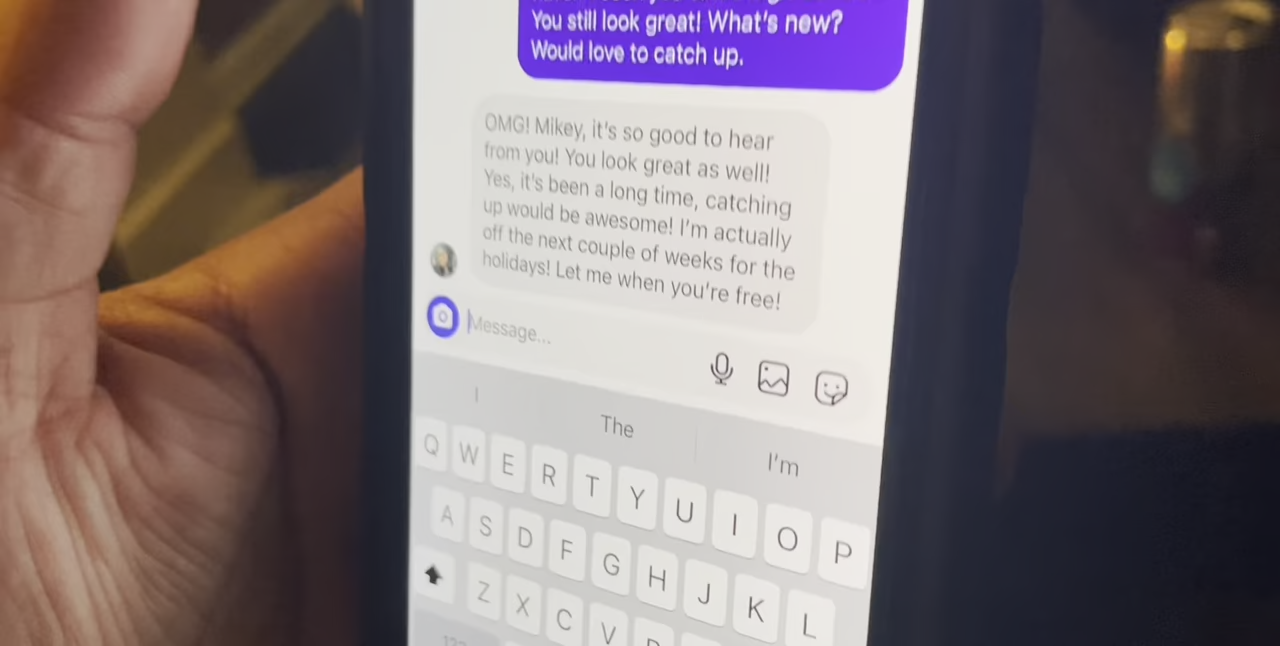 You still look great! What's new?
Would love to catch up.
OMG! Mikey, it's so good to hear
from you! You look great as well!
Yes, it's been a long time, catching
up would be awesome! I'm actually
off the next couple of weeks for the
holidays! Let me when you're free!
Message...
I The I'm
Q W E R T Y U I O P
A S D F G H J K L
Z X C V